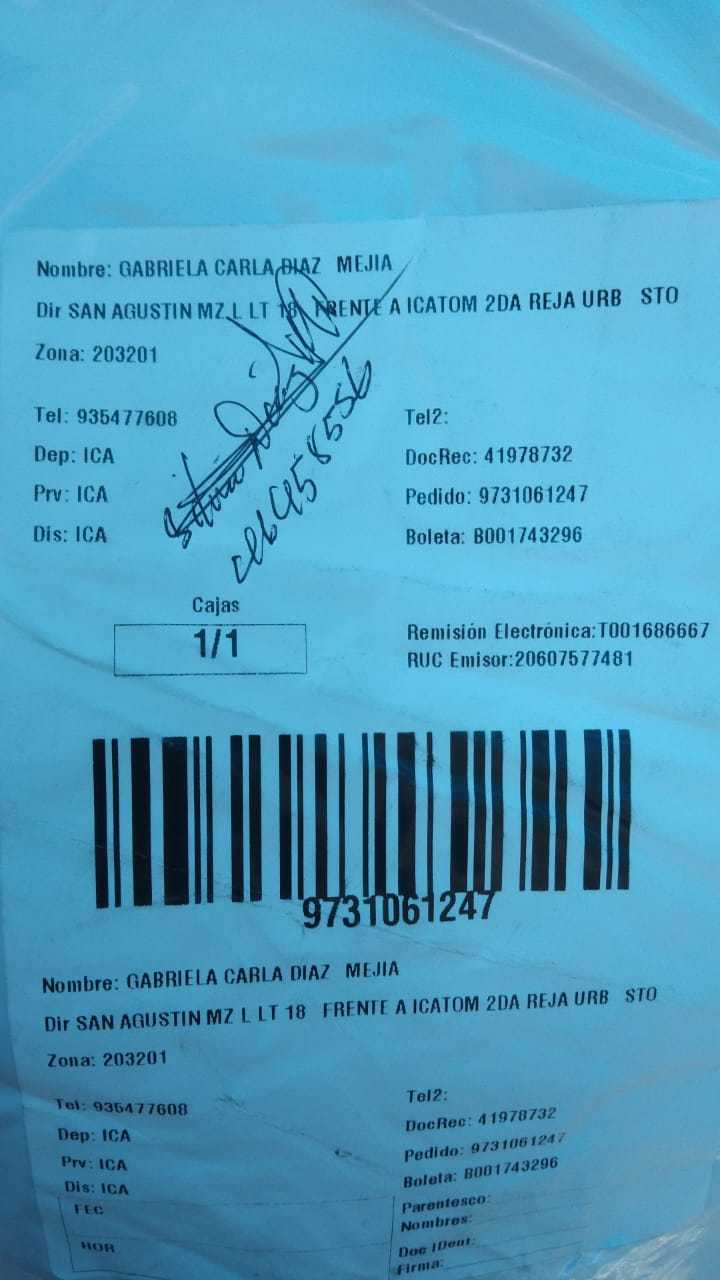 Nombre: GABRIELA CARLA DIAZ MEJIA
Dir SAN AGUSTIN MZ L LT 18 FRENTE A ICATOM 2DA REJA URB STO
Zona: 203201
Tel: 935477608 Tel2:
Dep: ICA DocRec: 41978732
Prv: ICA Pedido: 9731061247
Dis: ICA Boleta: B001743296
Cajas
1/1
Remisión Electrónica:T001686667
RUC Emisor:20607577481
9731061247
Nombre: GABRIELA CARLA DIAZ MEJIA
Dir SAN AGUSTIN MZ L LT 18 FRENTE A ICATOM 2DA REJA URB STO
Zona: 203201
Tel: 935477608 Tel2:
Dep: ICA DocRec: 41978732
Prv: ICA Pedido: 9731061247
Dis: ICA Boleta: B001743296
FEC Parentesco:
Nombres:
HOR Doc IDent:
Firma: